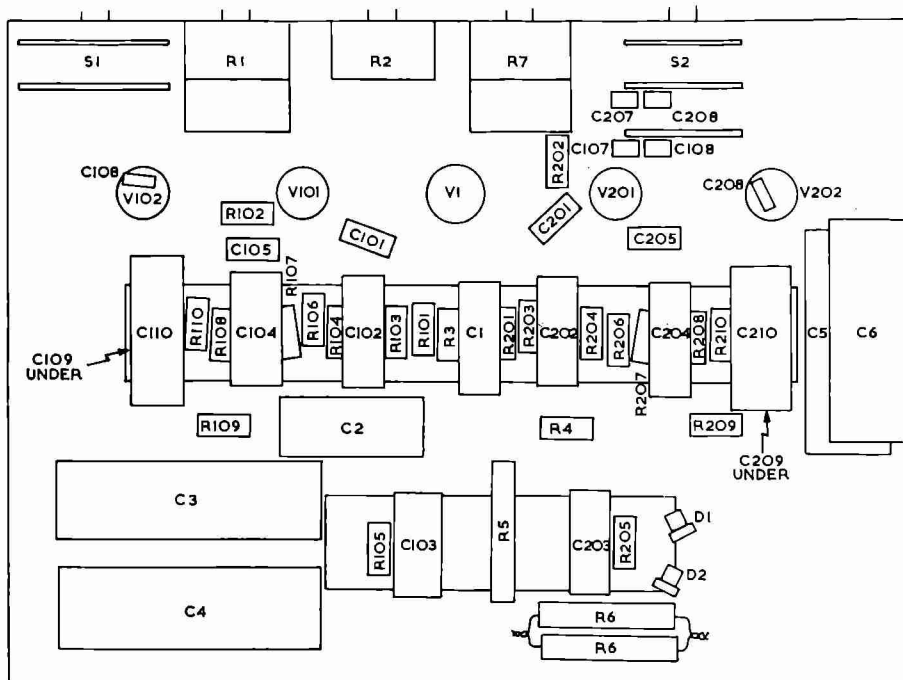 S1
R1
R2
R7
S2
C207
C208
C107
C108
R202
C108
V102
V101
V1
V201
C208
V202
R102
C101
C201
C105
C205
R107
C110
R110
R108
C104
R106
R104
C102
R103
R101
R3
C1
R201
R203
C202
R204
R206
C204
R208
R210
C210
C5
C6
R207
C109
UNDER
R109
C2
R4
R209
C209
UNDER
C3
R105
C103
R5
C203
R205
D1
D2
C4
R6
R6